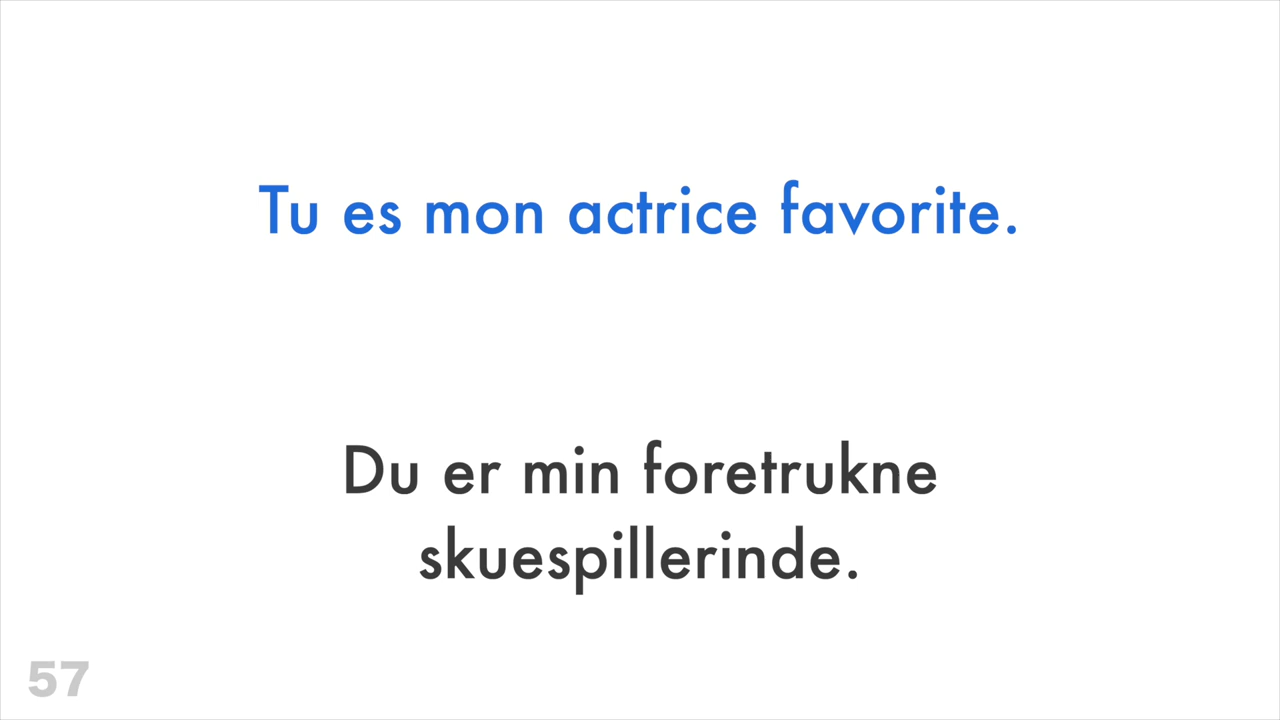 Tu es mon actrice favorite.
Du er min foretrukne
skuespillerinde.
57